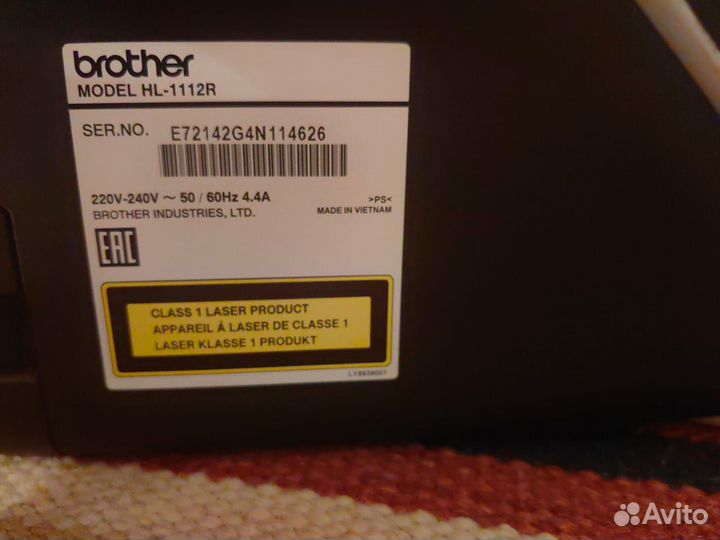 brother
MODEL HL-1112R
SER.NO. E72142G4N114626
220V-240V ~ 50 / 60Hz 4.4A >PS<
BROTHER INDUSTRIES, LTD. MADE IN VIETNAM
EAC
CLASS 1 LASER PRODUCT
APPAREIL À LASER DE CLASSE 1
LASER KLASSE 1 PRODUKT
Avito